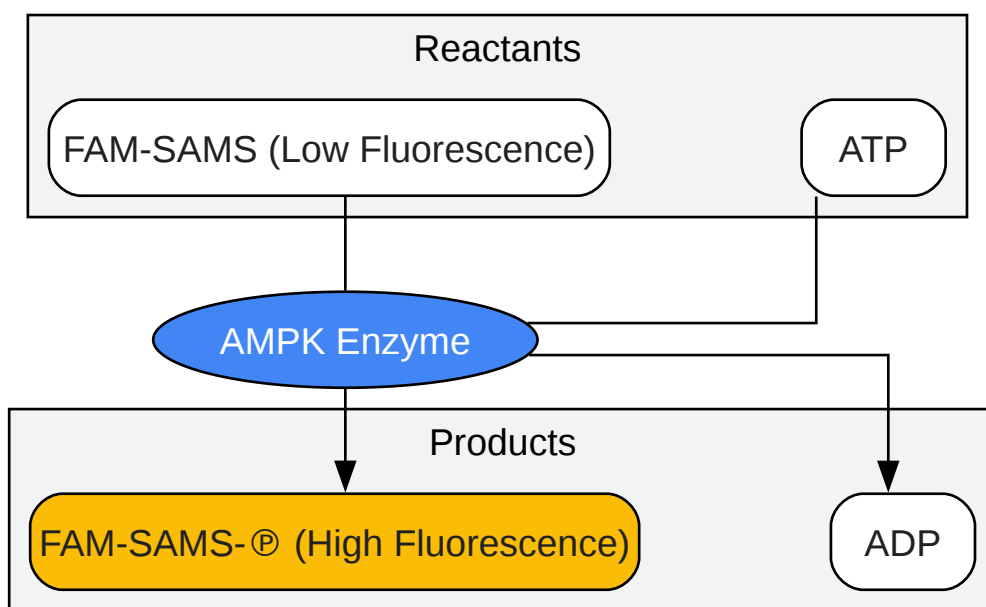 Reactants
FAM-SAMS (Low Fluorescence)
ATP
AMPK Enzyme
Products
FAM-SAMS-℗ (High Fluorescence)
ADP